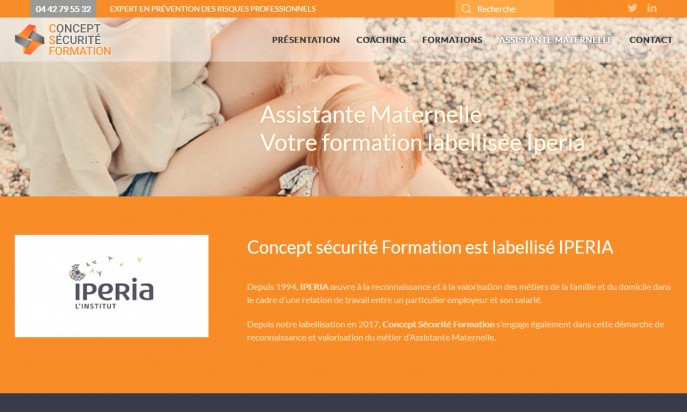 04 42 79 55 32
EXPERT EN PRÉVENTION DES RISQUES PROFESSIONNELS
Recherche
CONCEPT
SÉCURITÉ
FORMATION
PRÉSENTATION COACHING FORMATIONS ASSISTANTE MATERNELLE CONTACT
Assistante Maternelle
Votre formation labellisée Iperia
iPERIA
L'INSTITUT
Concept sécurité Formation est labellisé IPERIA
Depuis 1994, IPERIA œuvre à la reconnaissance et à la valorisation des métiers de la famille et du domicile dans
le cadre d'une relation de travail entre un particulier employeur et son salarié.
Depuis notre labellisation en 2017, Concept Sécurité Formation s'engage également dans cette démarche de
reconnaissance et valorisation du métier d'Assistante Maternelle.